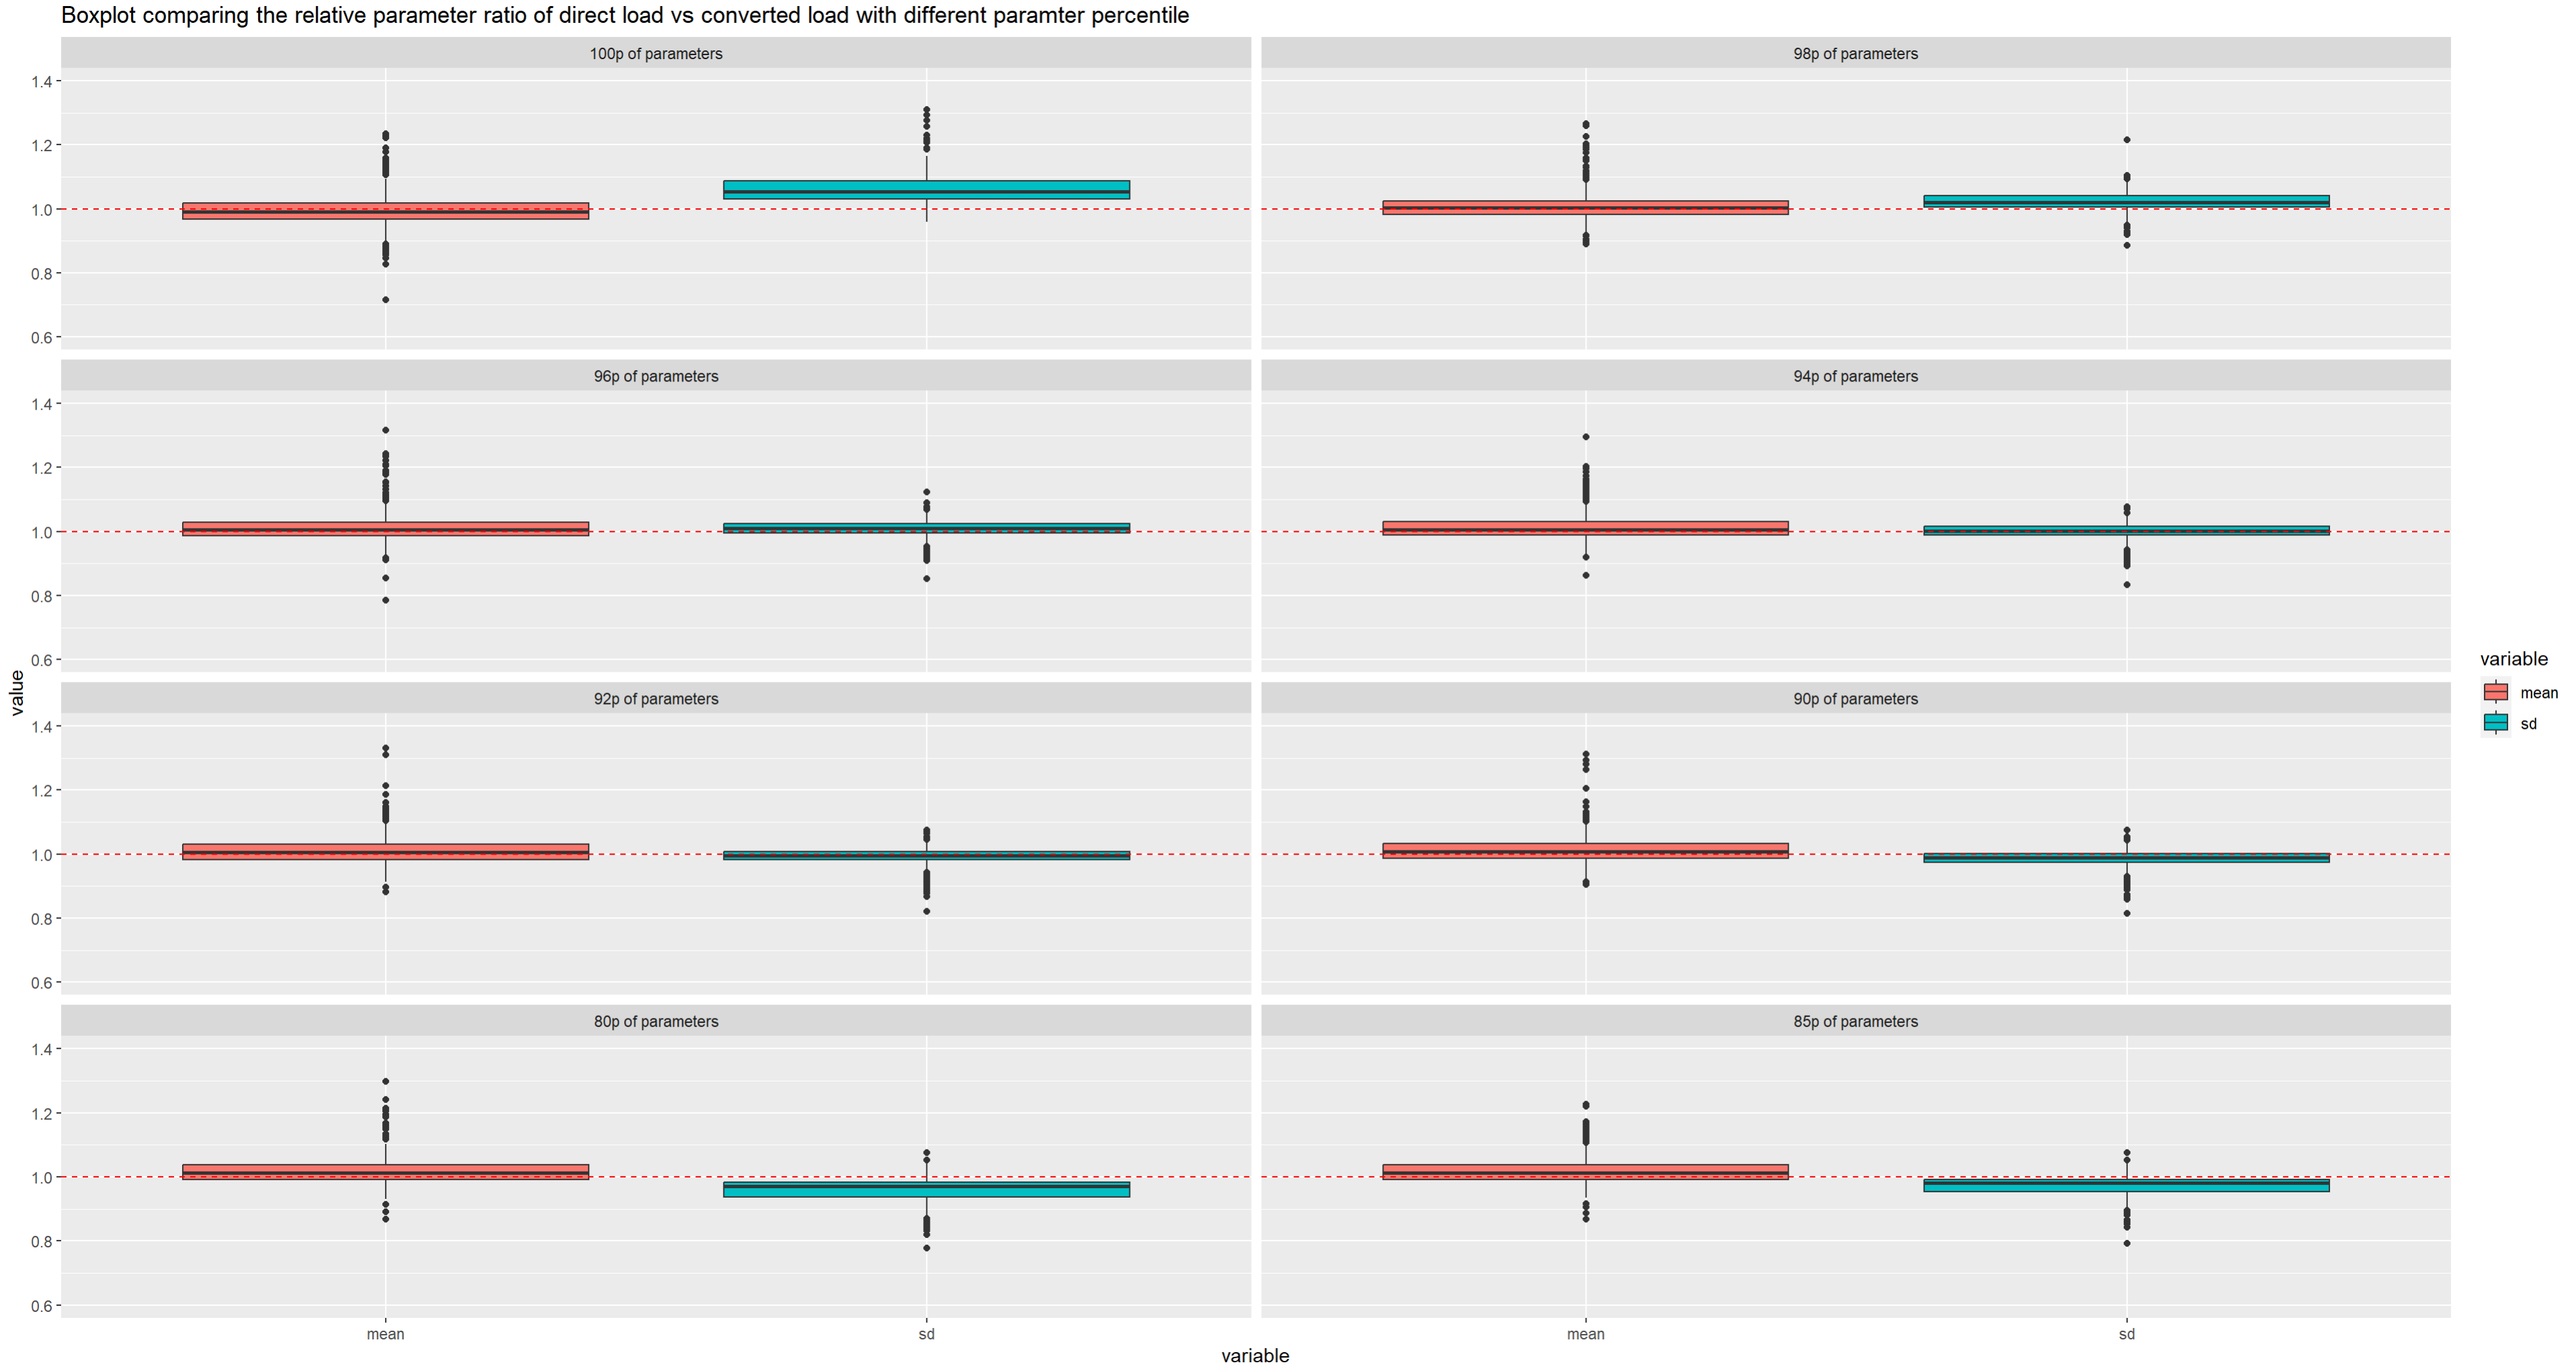 Boxplot comparing the relative parameter ratio of direct load vs converted load with different paramter percentile
100p of parameters
98p of parameters
1.4
1.2
1.0
0.8
0.6
96p of parameters
94p of parameters
1.4
1.2
1.0
0.8
0.6
92p of parameters
90p of parameters
1.4
1.2
1.0
0.8
0.6
80p of parameters
85p of parameters
1.4
1.2
1.0
0.8
0.6
value
mean
sd
mean
sd
variable
variable
mean
sd